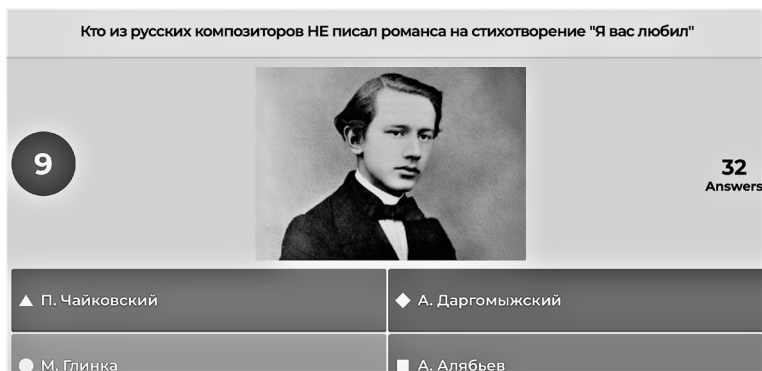 Кто из русских композиторов НЕ писал романса на стихотворение "Я вас любил"
9
32
Answers
П. Чайковский
А. Даргомыжский
М. Глинка
А. Алябьев